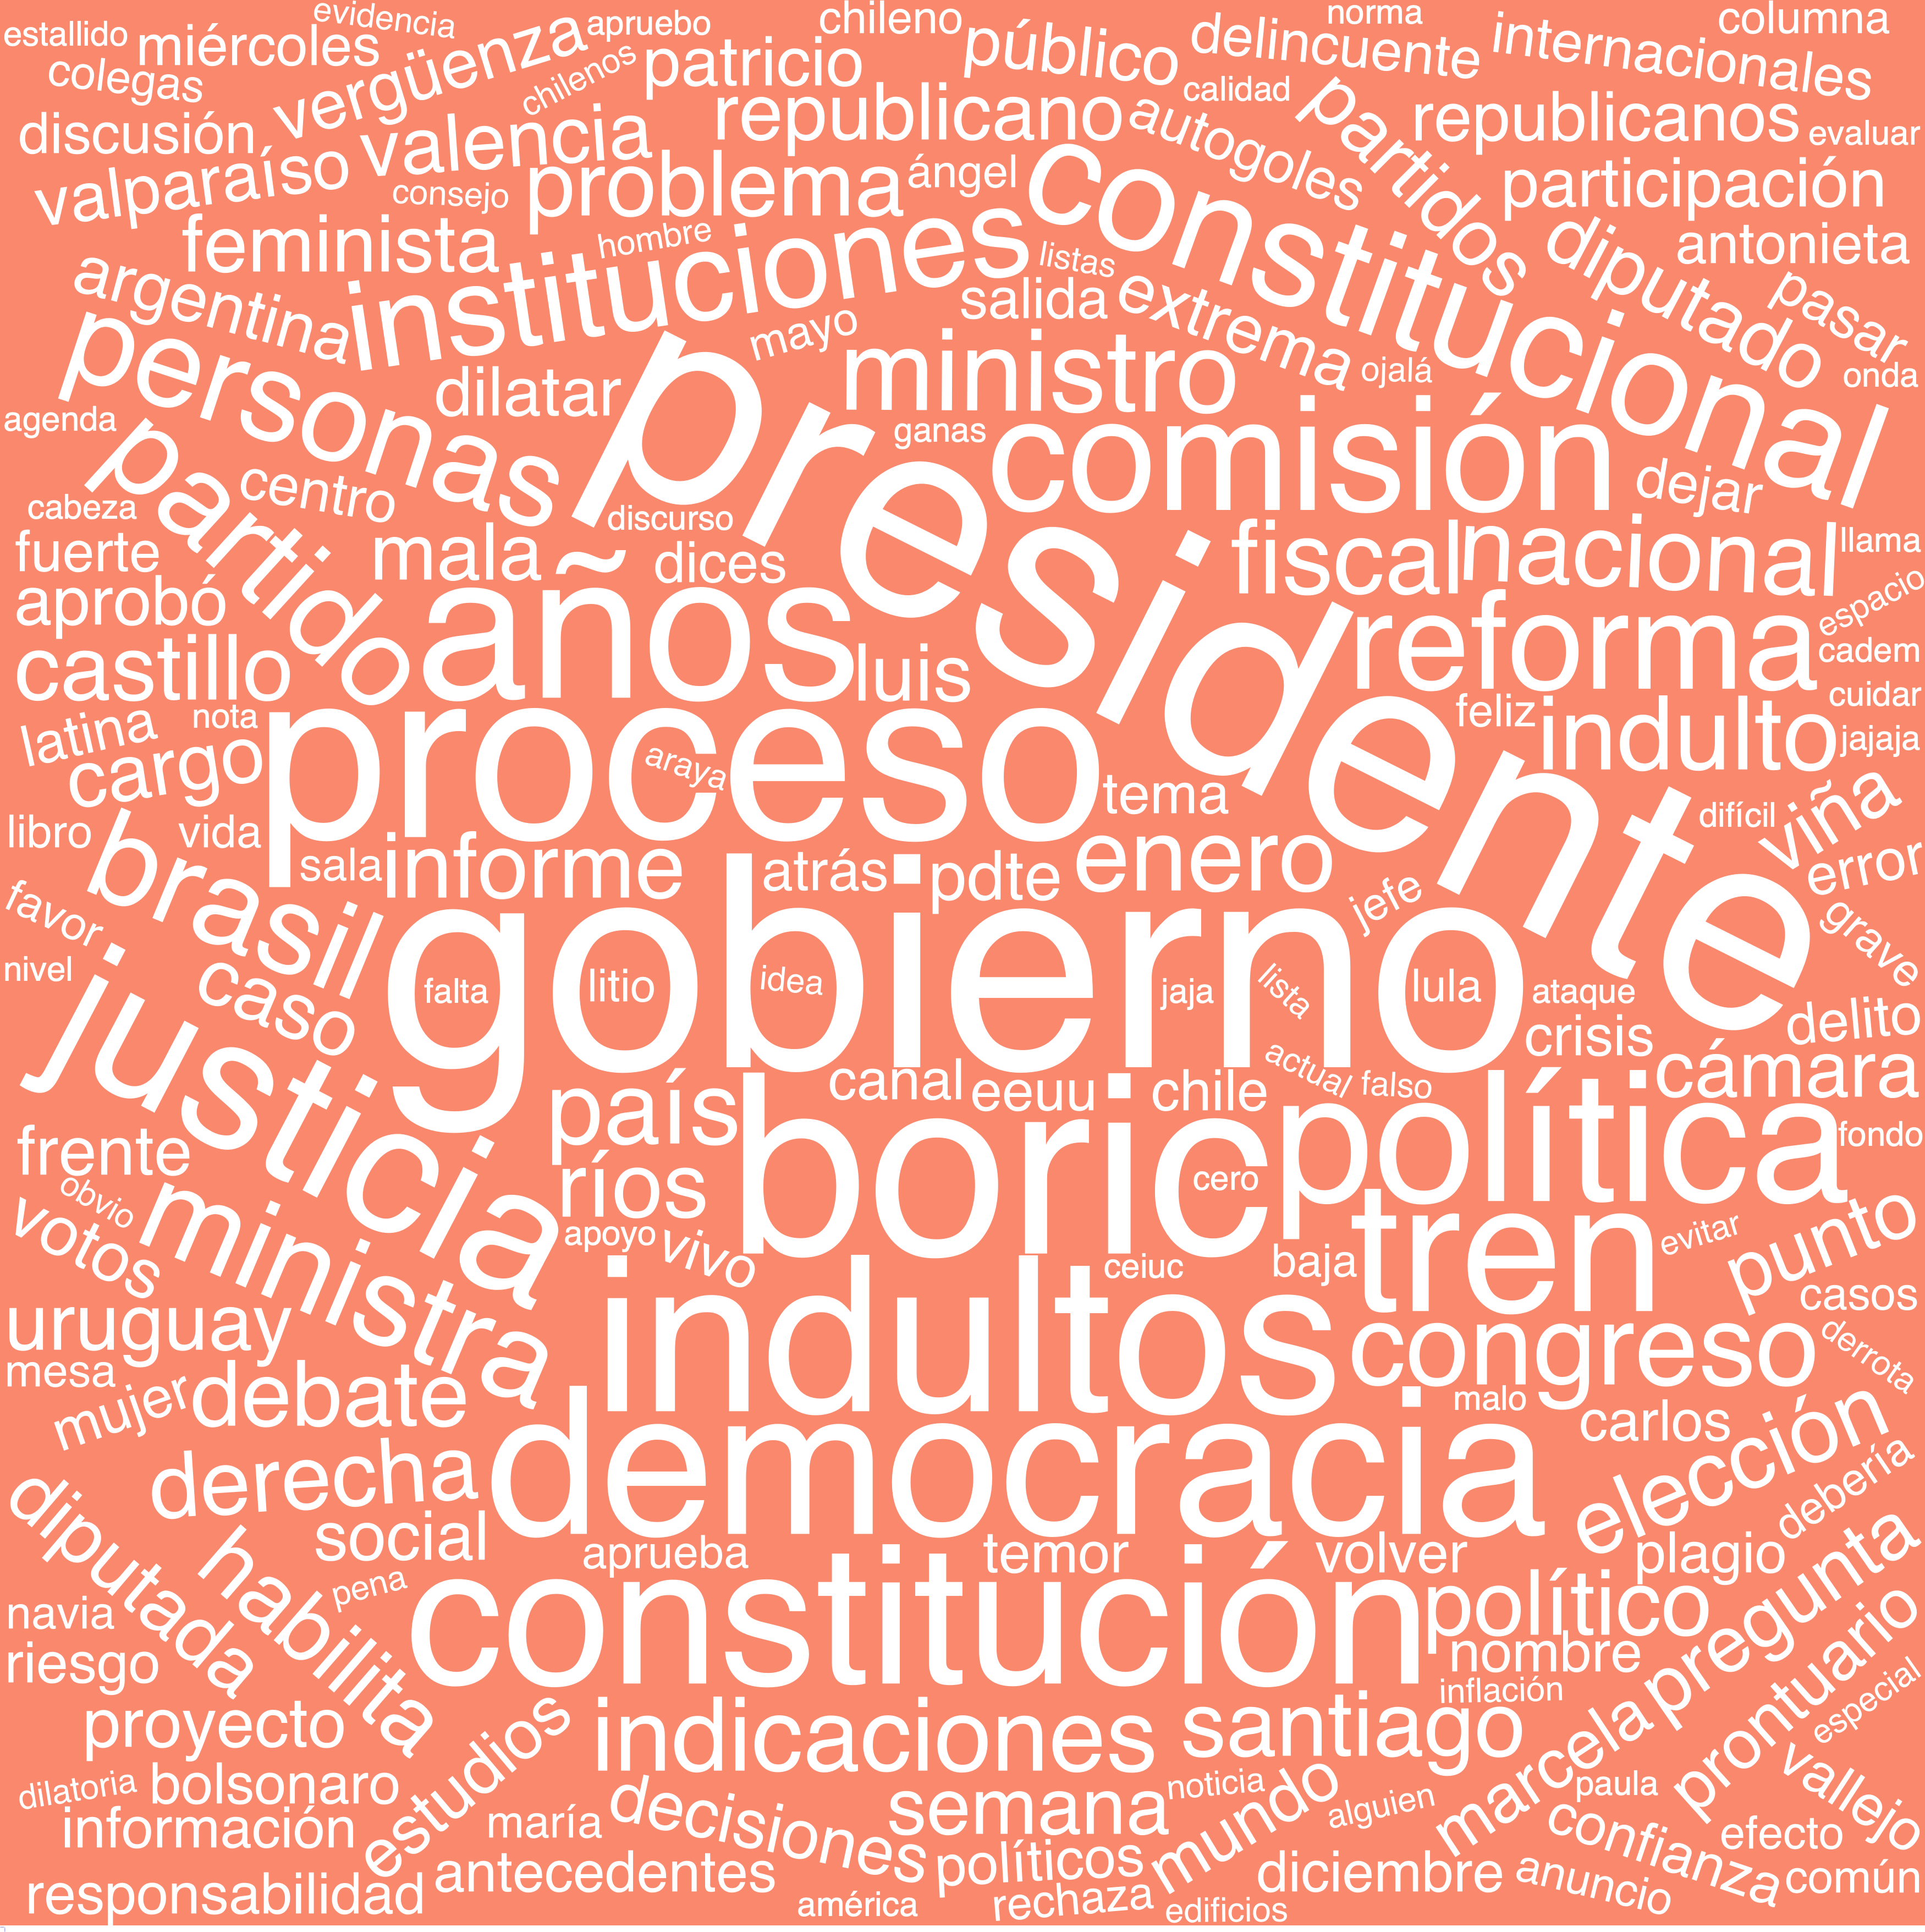 estallido
miércoles
evidencia
apruebo
chileno
público
delincuente
norma
internacionales
columna
colegas
vergüenza
chilenos
patricio
calidad
discusión
valparaíso
valencia
consejo
republicano
autogoles
partidos
republicanos
evaluar
problema
ángel
constitucional
participación
feminista
hombre
instituciones
listas
diputado
antonieta
argentina
mayo
salida
extrema
ojalá
pasar
onda
personas
dilatar
presidente
ministro
ganas
comisión
agenda
partido
centro
dejar
cabeza
discurso
fuerte
mala
dices
fiscal
nacional
llama
aprobó
años
espacio
castillo
luis
reforma
cadem
latina
nota
cargo
proceso
araya
feliz
indulto
cuidar
jajaja
tema
libro
vida
brasil
sala
informe
atrás
pdte
enero
difícil
viña
error
favor
jefe
grave
nivel
caso
gobierno
falta
litio
idea
jaja
lista
lula
ataque
delito
justicia
crisis
canal
eeuu
chile
actual
falso
cámara
país
boric
política
fondo
frente
obvio
votos
ministra
ríos
apoyo
vivo
cero
ceiuc
baja
tren
evitar
punto
casos
uruguay
indultos
congreso
derrota
mesa
mujer
debate
malo
carlos
elección
derecha
democracia
debería
diputada
social
habilita
aprueba
temor
volver
plagio
pena
navia
riesgo
constitución
político
nombre
pregunta
proyecto
indicaciones
santiago
inflación
marcela
prontuario
especial
dilatoria
bolsonaro
estudios
información
maría
decisiones
semana
noticia
mundo
alguien
paula
vallejo
confianza
efecto
responsabilidad
antecedentes
políticos
américa
rechaza
edificios
diciembre
anuncio
común